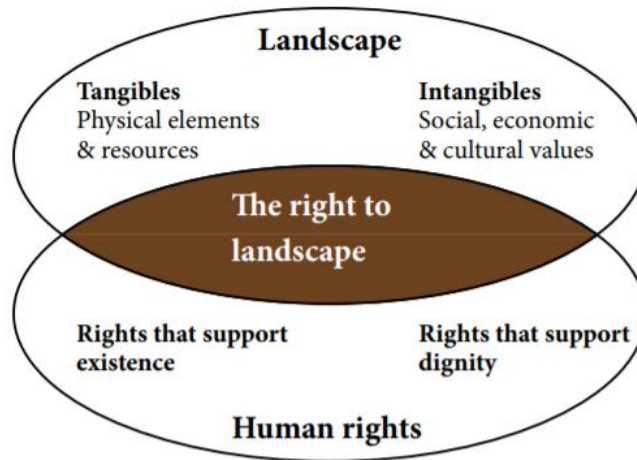 Landscape
Tangibles
Physical elements
& resources
Intangibles
Social, economic
& cultural values
The right to
landscape
Rights that support
existence
Rights that support
dignity
Human rights